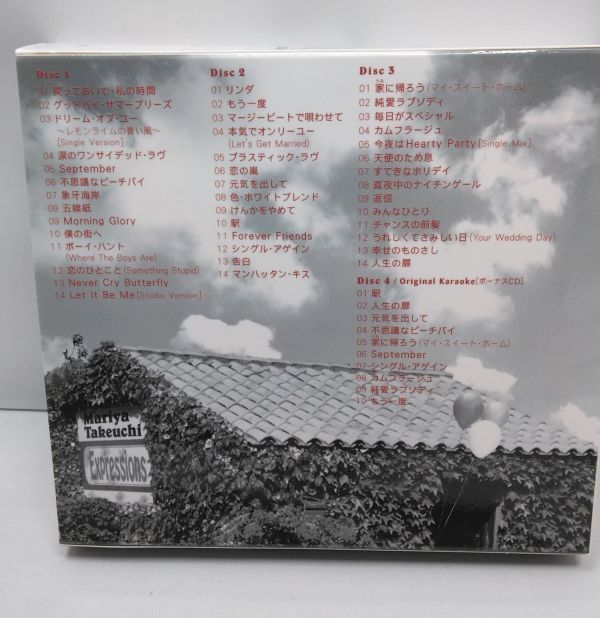 Disc 1
01 戻っておいで・私の時間
02 グッドバイ・サマーブリーズ
03 ドリーム・オブ・ユー
〜レモンライムの青い風〜
[Single Version]
04 涙のワンサイデッド・ラヴ
05 September
06 不思議なピーチパイ
07 象牙海岸
08 五線紙
09 Morning Glory
10 僕の街へ
11 ボーイ・ハント
(Where The Boys Are)
12 恋のひとこと(Something Stupid)
13 Never Cry Butterfly
14 Let It Be Me[Studio Version]
Disc 2
01 リンダ
02 もう一度
03 マージービートで唄わせて
04 本気でオンリーユー
(Let's Get Married)
05 プラスティック・ラヴ
06 恋の嵐
07 元気を出して
08 色・ホワイトブレンド
09 けんかをやめて
10 駅
11 Forever Friends
12 シングル・アゲイン
13 告白
14 マンハッタン・キス
Disc 3
01 家に帰ろう(マイ・スイート・ホーム)
02 純愛ラプソディ
03 毎日がスペシャル
04 カムフラージュ
05 今夜はHearty Party[Single Mix]
06 天使のため息
07 すてきなホリデイ
08 真夜中のナイチンゲール
09 返信
10 みんなひとり
11 チャンスの前髪
12 うれしくてさみしい日(Your Wedding Day)
13 幸せのものさし
14 人生の扉
Disc 4 / Original Karaoke[ボーナスCD]
01 駅
02 人生の扉
03 元気を出して
04 不思議なピーチパイ
05 家に帰ろう(マイ・スイート・ホーム)
06 September
07 シングル・アゲイン
08 カムフラージュ
09 純愛ラプソディ
10 もう一度
Mariya
Takeuchi
Expressions